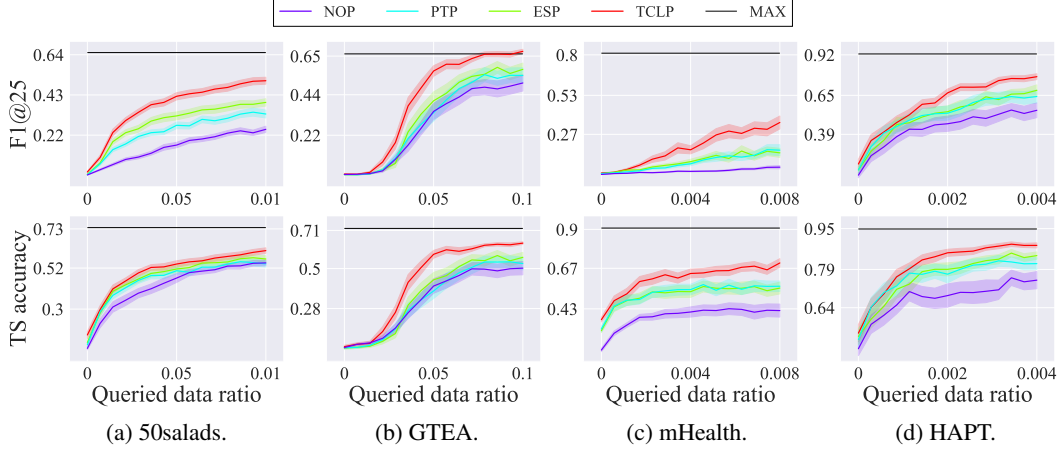 NOP PTP ESP TCLP MAX
F1@25
0.64
0.43
0.22
0 0.05 0.01
0.65
0.44
0.22
0 0.05 0.1
0.8
0.53
0.27
0 0.004 0.008
0.92
0.65
0.39
0 0.002 0.004
TS accuracy
0.73
0.52
0.3
0 0.05 0.01
0.71
0.5
0.28
0 0.05 0.1
0.9
0.67
0.43
0 0.004 0.008
0.95
0.79
0.64
0 0.002 0.004
Queried data ratio Queried data ratio Queried data ratio Queried data ratio
(a) 50salads. (b) GTEA. (c) mHealth. (d) HAPT.